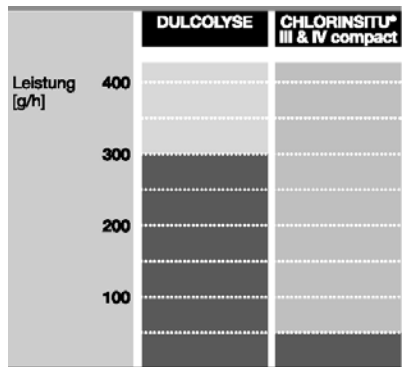 DULCOLYSE
CHLORINSITU®
III & IV compact
Leistung
[g/h]
400
300
200
100